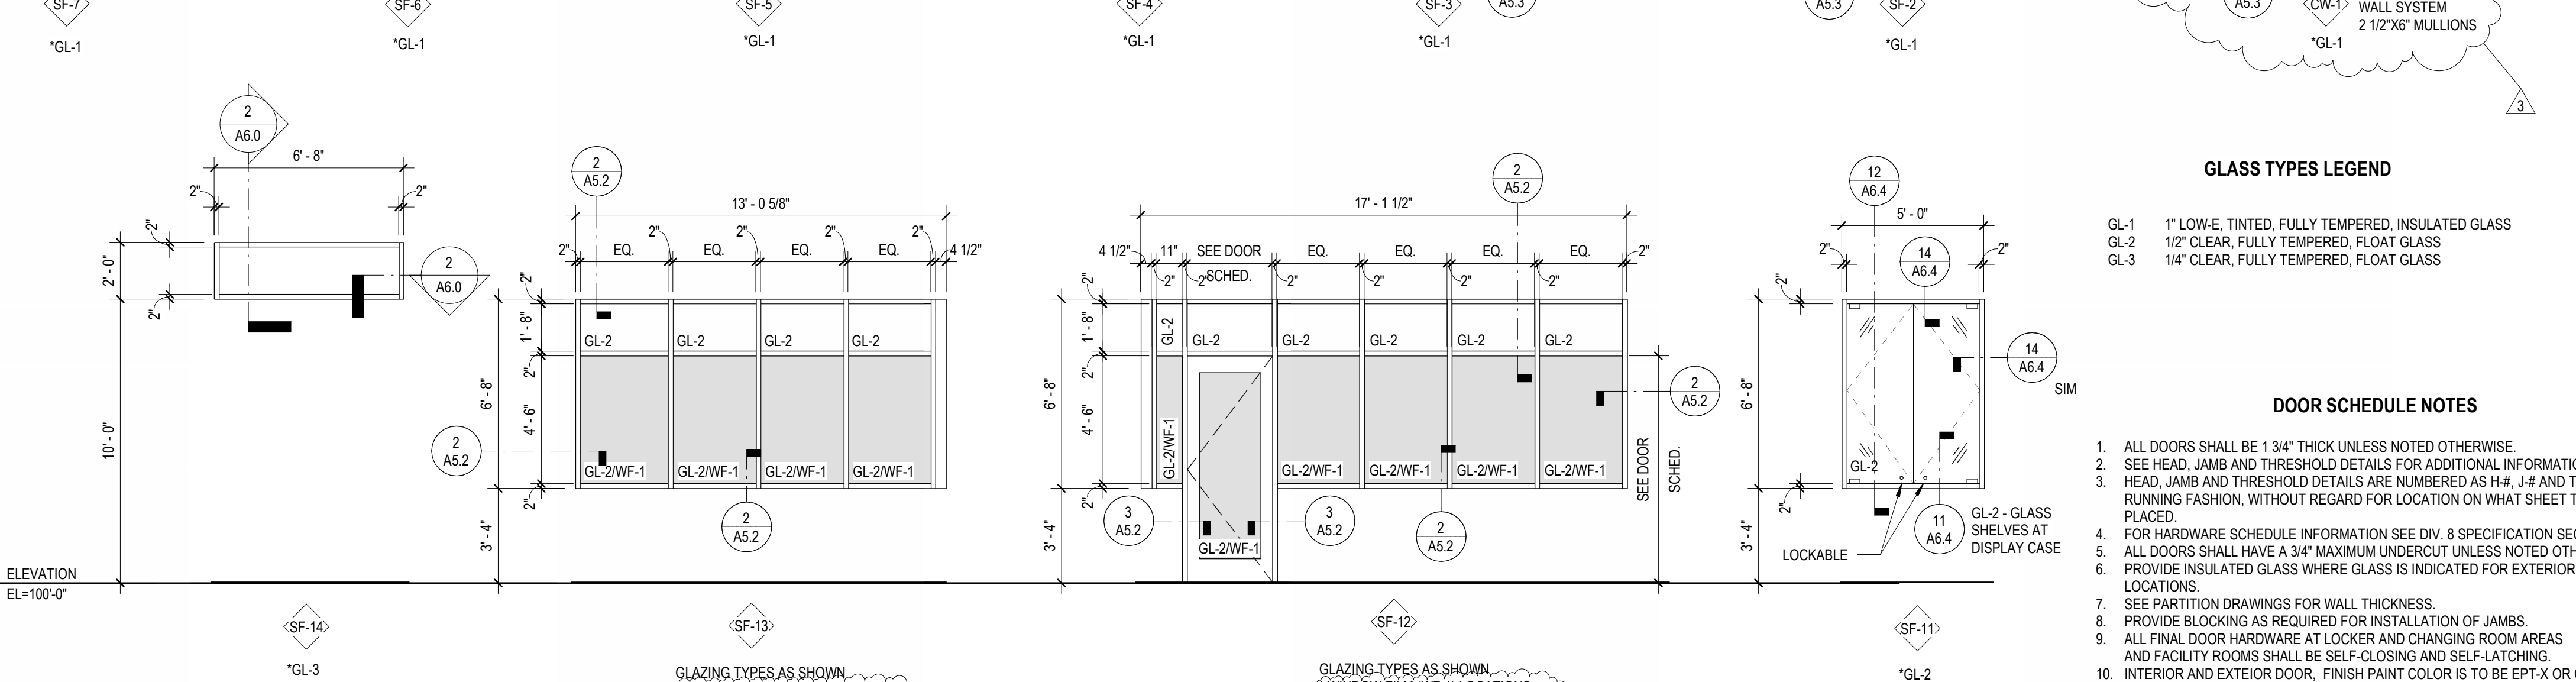 SF-7
*GL-1
SF-6
*GL-1
SF-5
*GL-1
SF-4
*GL-1
SF-3
A5.3
*GL-1
A5.3
SF-2
*GL-1
A5.3
CW-1
WALL SYSTEM
2 1/2"X6" MULLIONS
*GL-1
3
2
A6.0
6' - 8"
2"
2"
2"
2' - 0"
2"
10' - 0"
2
A6.0
ELEVATION
EL=100'-0"
SF-14
*GL-3
2
A5.2
13' - 0 5/8"
2"
EQ.
2"
EQ.
2"
EQ.
2"
EQ.
2"
4 1/2"
2"
1' - 8"
2"
4' - 6"
2"
6' - 8"
3' - 4"
GL-2
GL-2
GL-2
GL-2
GL-2/WF-1
GL-2/WF-1
GL-2/WF-1
GL-2/WF-1
2
A5.2
2
A5.2
SF-13
GLAZING TYPES AS SHOWN
2
A5.2
17' - 1 1/2"
4 1/2"
11"
SEE DOOR
SCHED.
EQ.
EQ.
EQ.
EQ.
2"
2"
2"
2"
2"
2"
2"
2"
1' - 8"
2"
4' - 6"
2"
6' - 8"
3' - 4"
GL-2
GL-2
GL-2
GL-2
GL-2
GL-2
GL-2/WF-1
GL-2/WF-1
GL-2/WF-1
GL-2/WF-1
GL-2/WF-1
GL-2/WF-1
SEE DOOR
SCHED.
2
A5.2
3
A5.2
3
A5.2
2
A5.2
SF-12
GLAZING TYPES AS SHOWN
12
A6.4
5' - 0"
2"
2"
14
A6.4
14
A6.4
SIM
2"
6' - 8"
2"
3' - 4"
GL-2
LOCKABLE
11
A6.4
GL-2 - GLASS
SHELVES AT
DISPLAY CASE
SF-11
*GL-2
GLASS TYPES LEGEND
GL-1 1" LOW-E, TINTED, FULLY TEMPERED, INSULATED GLASS
GL-2 1/2" CLEAR, FULLY TEMPERED, FLOAT GLASS
GL-3 1/4" CLEAR, FULLY TEMPERED, FLOAT GLASS
DOOR SCHEDULE NOTES
1. ALL DOORS SHALL BE 1 3/4" THICK UNLESS NOTED OTHERWISE.
2. SEE HEAD, JAMB AND THRESHOLD DETAILS FOR ADDITIONAL INFORMATIO
3. HEAD, JAMB AND THRESHOLD DETAILS ARE NUMBERED AS H-#, J-# AND T
RUNNING FASHION, WITHOUT REGARD FOR LOCATION ON WHAT SHEET T
PLACED.
4. FOR HARDWARE SCHEDULE INFORMATION SEE DIV. 8 SPECIFICATION SEC
5. ALL DOORS SHALL HAVE A 3/4" MAXIMUM UNDERCUT UNLESS NOTED OTH
6. PROVIDE INSULATED GLASS WHERE GLASS IS INDICATED FOR EXTERIOR
LOCATIONS.
7. SEE PARTITION DRAWINGS FOR WALL THICKNESS.
8. PROVIDE BLOCKING AS REQUIRED FOR INSTALLATION OF JAMBS.
9. ALL FINAL DOOR HARDWARE AT LOCKER AND CHANGING ROOM AREAS
AND FACILITY ROOMS SHALL BE SELF-CLOSING AND SELF-LATCHING.
10. INTERIOR AND EXTEIOR DOOR, FINISH PAINT COLOR IS TO BE EPT-X OR